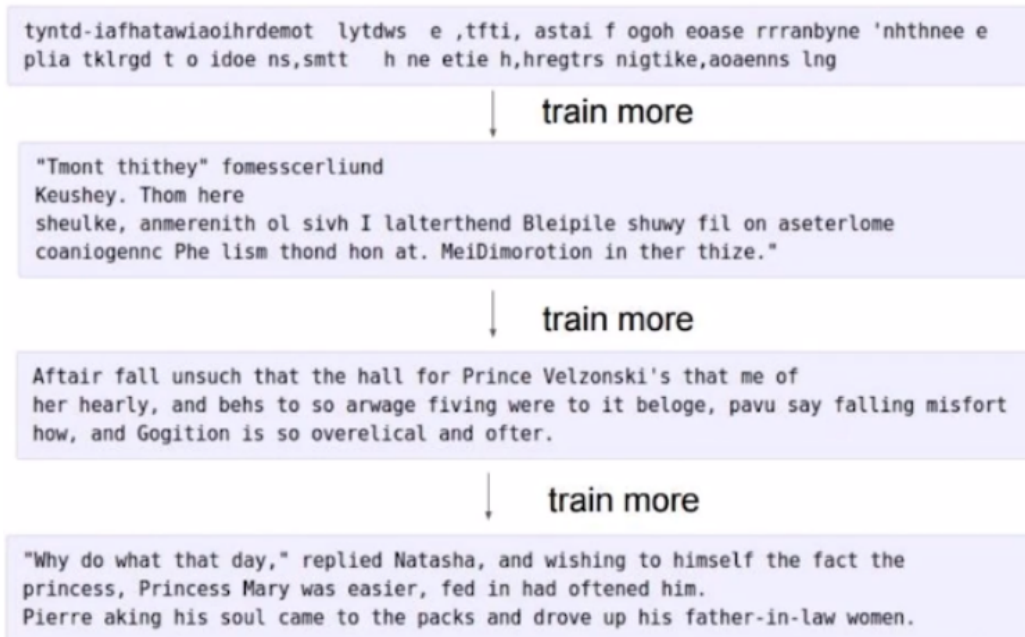 tyntd-iafhatawiaoihrdemot  lytdws  e ,tfti, astai f ogoh eoase rrranbyne 'nhthnee e
plia tklrgd t o idoe ns,smtt   h ne etie h,hregtrs nigtike,aoaenns lng
train more
"Tmont thithey" fomesscerliund
Keushey. Thom here
sheulke, anmerenith ol sivh I lalterthend Bleipile shuwy fil on aseterlome
coaniogennc Phe lism thond hon at. MeiDimorotion in ther thize."
train more
Aftair fall unsuch that the hall for Prince Velzonski's that me of
her hearly, and behs to so arwage fiving were to it beloge, pavu say falling misfort
how, and Gogition is so overelical and ofter.
train more
"Why do what that day," replied Natasha, and wishing to himself the fact the
princess, Princess Mary was easier, fed in had oftened him.
Pierre aking his soul came to the packs and drove up his father-in-law women.